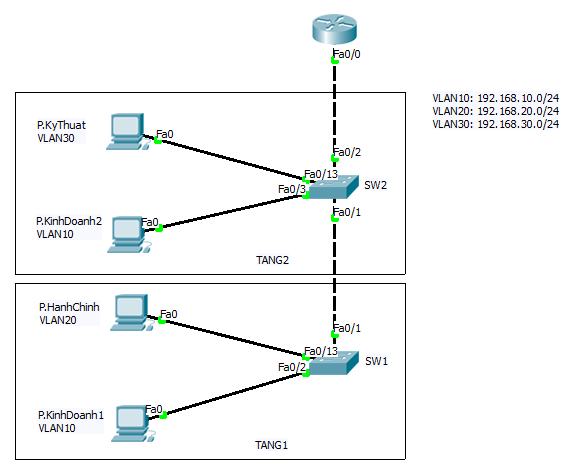 Fa0/0
VLAN10: 192.168.10.0/24
VLAN20: 192.168.20.0/24
VLAN30: 192.168.30.0/24
P.KyThuat
VLAN30
Fa0
Fa0/2
Fa0/13
SW2
Fa0/3
Fa0/1
P.KinhDoanh2
VLAN10
Fa0
TANG2
P.HanhChinh
VLAN20
Fa0
Fa0/1
Fa0/13
SW1
Fa0/2
P.KinhDoanh1
VLAN10
Fa0
TANG1